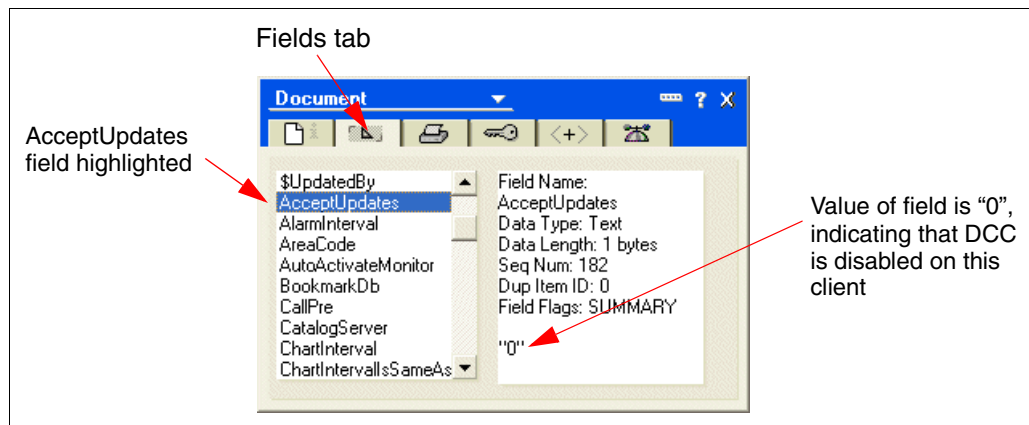 Fields tab
Document
? X
<+>
AcceptUpdates
field highlighted
$UpdatedBy
AcceptUpdates
AlarmInterval
AreaCode
AutoActivateMonitor
BookmarkDb
CallPre
CatalogServer
ChartInterval
ChartIntervalIsSameAs
Field Name:
AcceptUpdates
Data Type: Text
Data Length: 1 bytes
Seq Num: 182
Dup Item ID: 0
Field Flags: SUMMARY
"0"
Value of field is “0”,
indicating that DCC
is disabled on this
client